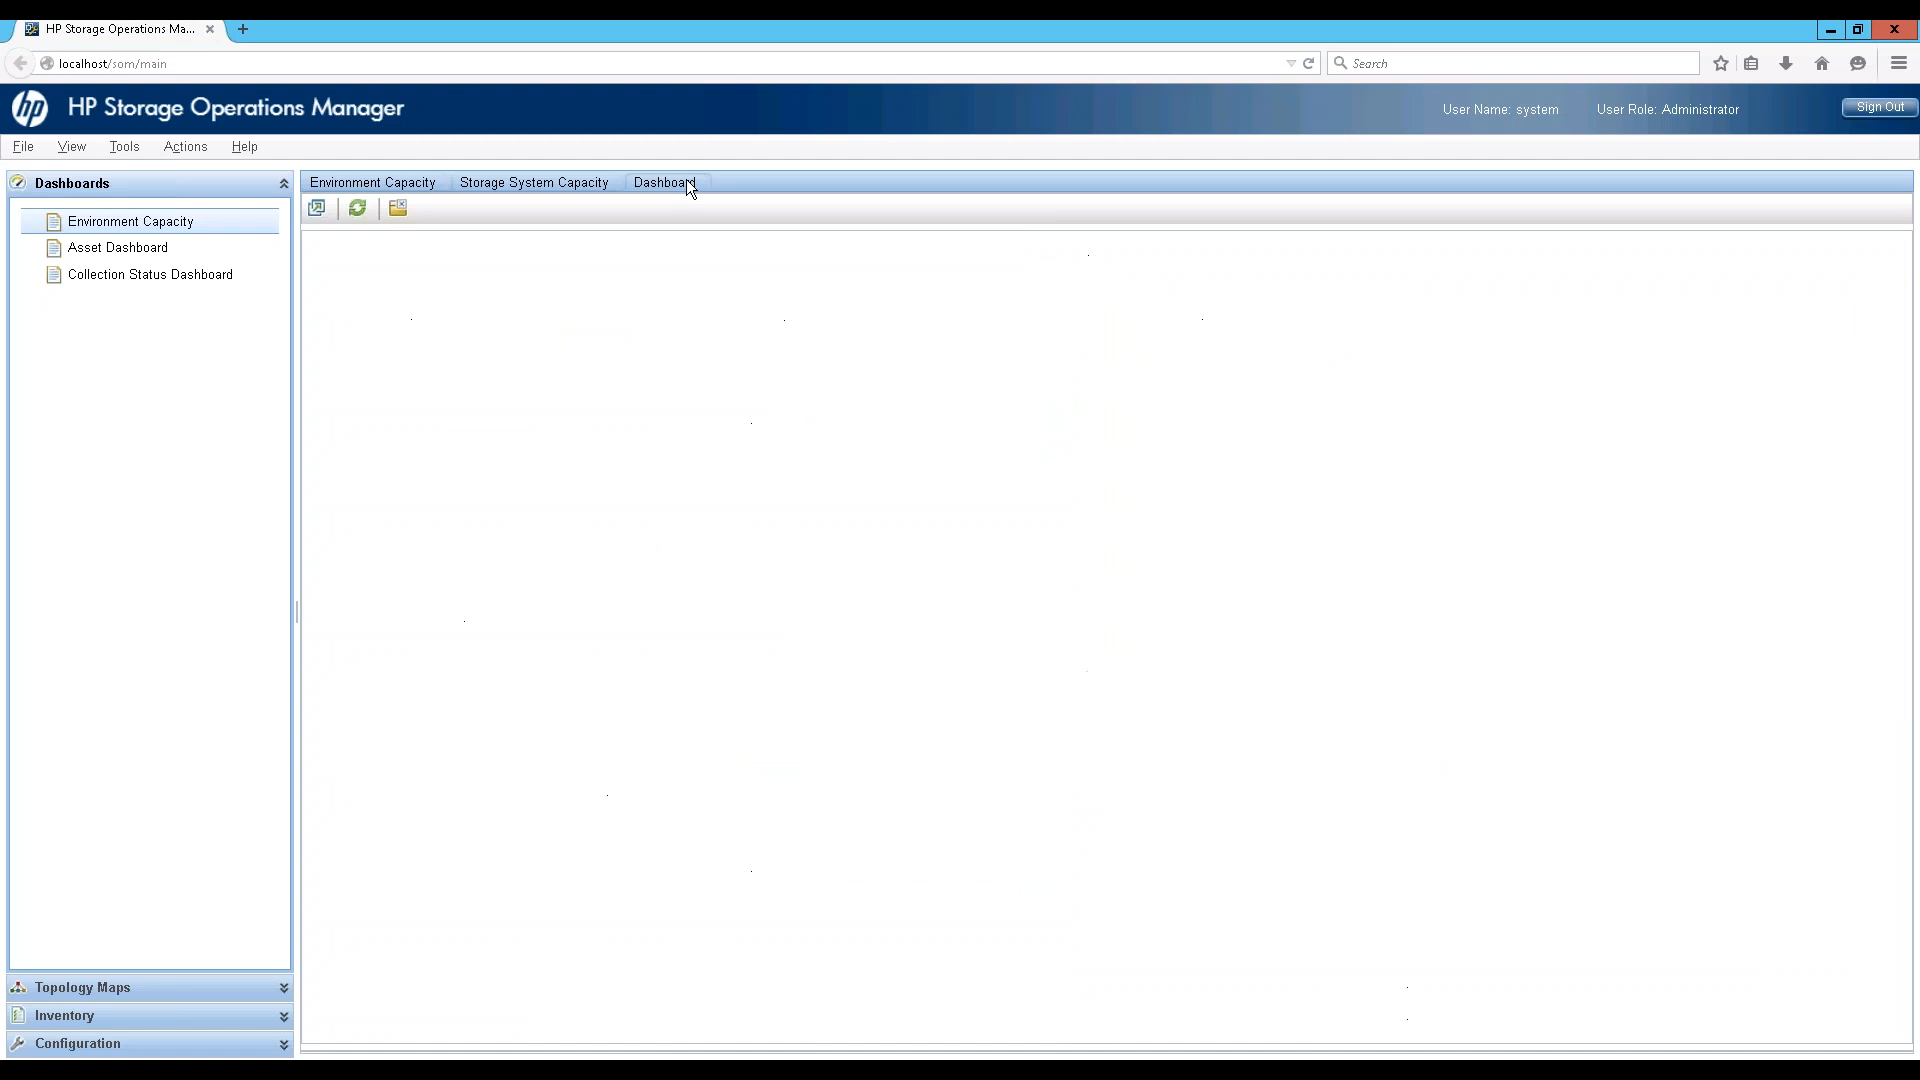 HP Storage Operations Ma...
localhost/som/main
Search
hp
HP Storage Operations Manager
User Name: system
User Role: Administrator
Sign Out
File
View
Tools
Actions
Help
Dashboards
Environment Capacity
Storage System Capacity
Dashboard
Environment Capacity
Asset Dashboard
Collection Status Dashboard
Topology Maps
Inventory
Configuration